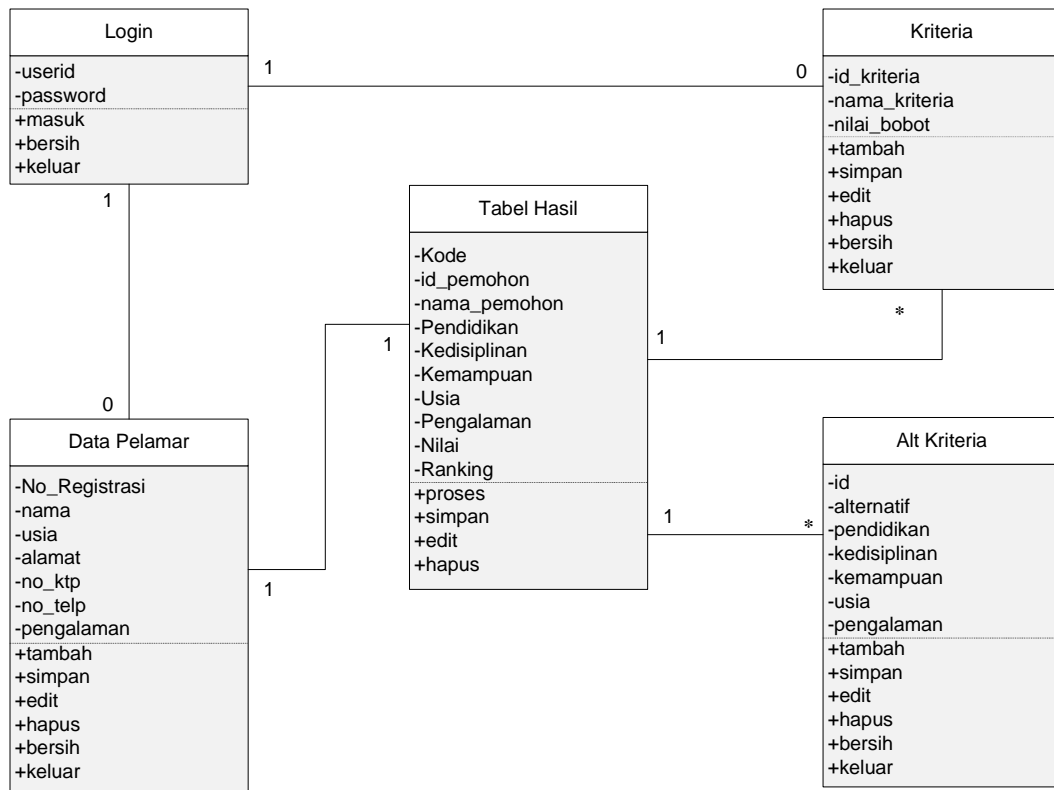 Login
-userid
-password
+masuk
+bersih
+keluar
1
0
1
0
Kriteria
-id_kriteria
-nama_kriteria
-nilai_bobot
+tambah
+simpan
+edit
+hapus
+bersih
+keluar
*
1
Tabel Hasil
-Kode
-id_pemohon
-nama_pemohon
-Pendidikan
-Kedisiplinan
-Kemampuan
-Usia
-Pengalaman
-Nilai
-Ranking
+proses
+simpan
+edit
+hapus
1
1
1
*
Data Pelamar
-No_Registrasi
-nama
-usia
-alamat
-no_ktp
-no_telp
-pengalaman
+tambah
+simpan
+edit
+hapus
+bersih
+keluar
Alt Kriteria
-id
-alternatif
-pendidikan
-kedisiplinan
-kemampuan
-usia
-pengalaman
+tambah
+simpan
+edit
+hapus
+bersih
+keluar